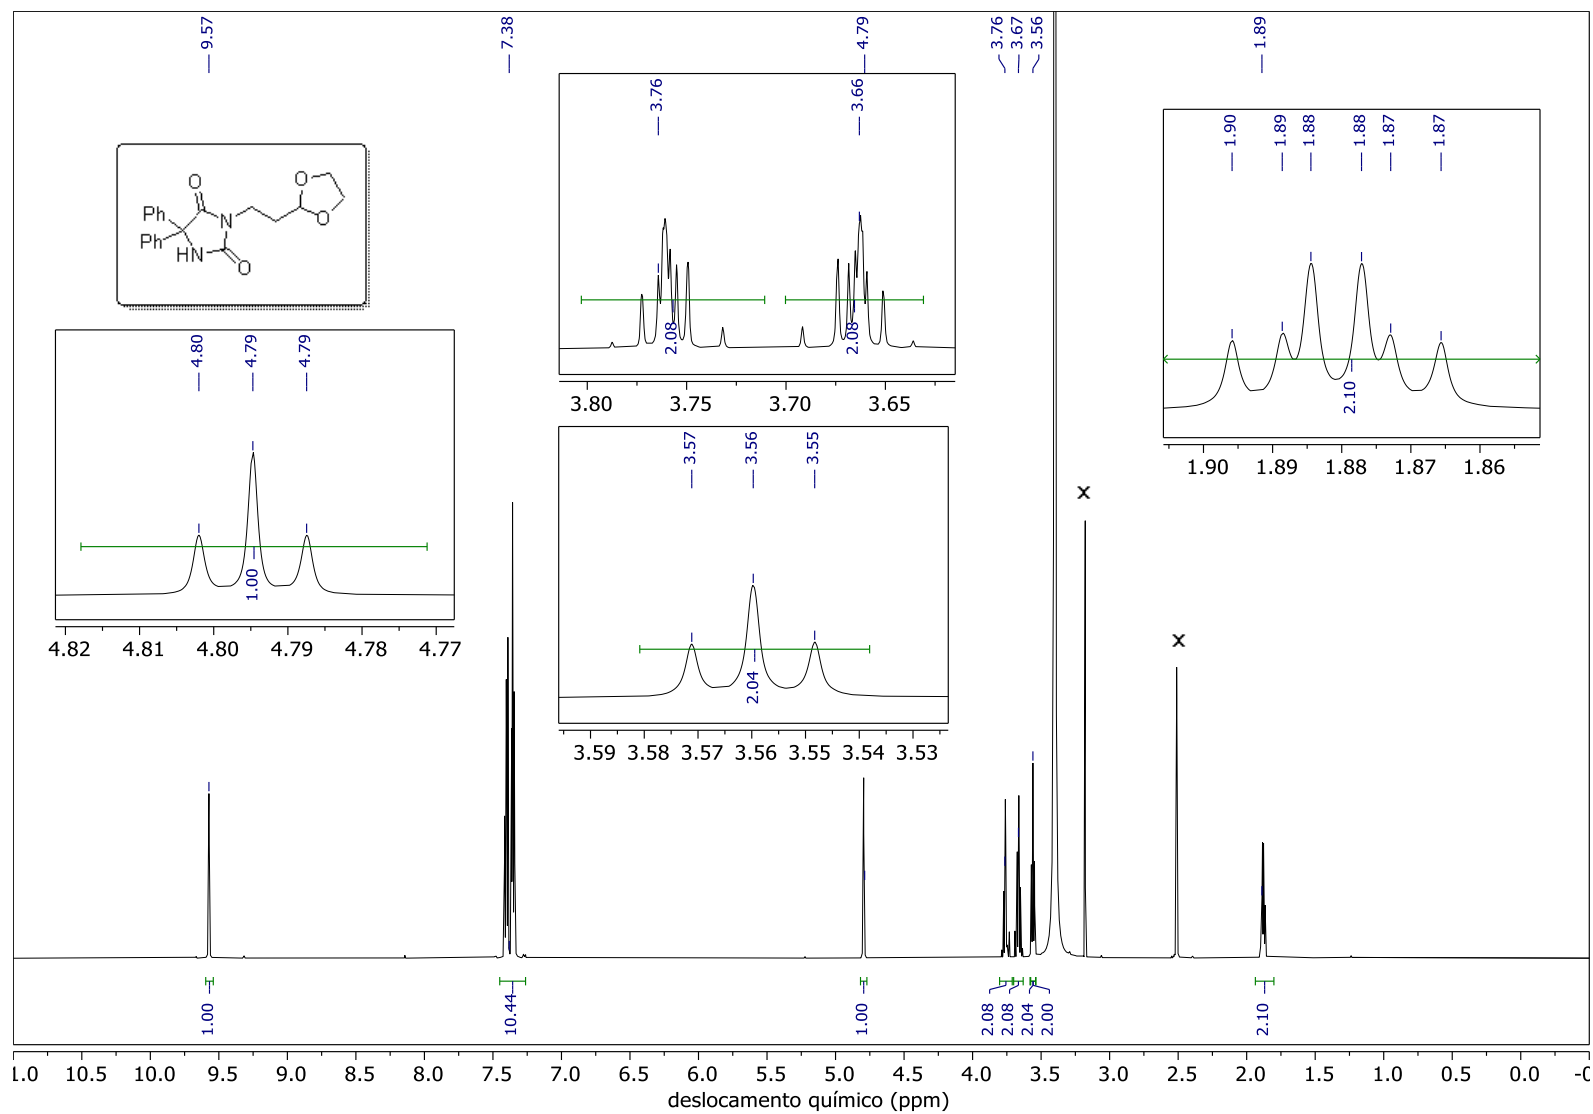 9.57
7.38
4.79
3.76
3.67
3.56
1.89
O
O
O
Ph
Ph
N
HN
O
3.76
3.66
2.08
2.08
3.80 3.75 3.70 3.65
1.90
1.89
1.88
1.88
1.87
1.87
2.10
1.90 1.89 1.88 1.87 1.86
4.80
4.79
4.79
1.00
4.82 4.81 4.80 4.79 4.78 4.77
3.57
3.56
3.55
2.04
3.59 3.58 3.57 3.56 3.55 3.54 3.53
x
x
1.00
10.44
1.00
2.08
2.08
2.04
2.00
2.10
1.0 10.5 10.0 9.5 9.0 8.5 8.0 7.5 7.0 6.5 6.0 5.5 5.0 4.5 4.0 3.5 3.0 2.5 2.0 1.5 1.0 0.5 0.0 -0
deslocamento químico (ppm)